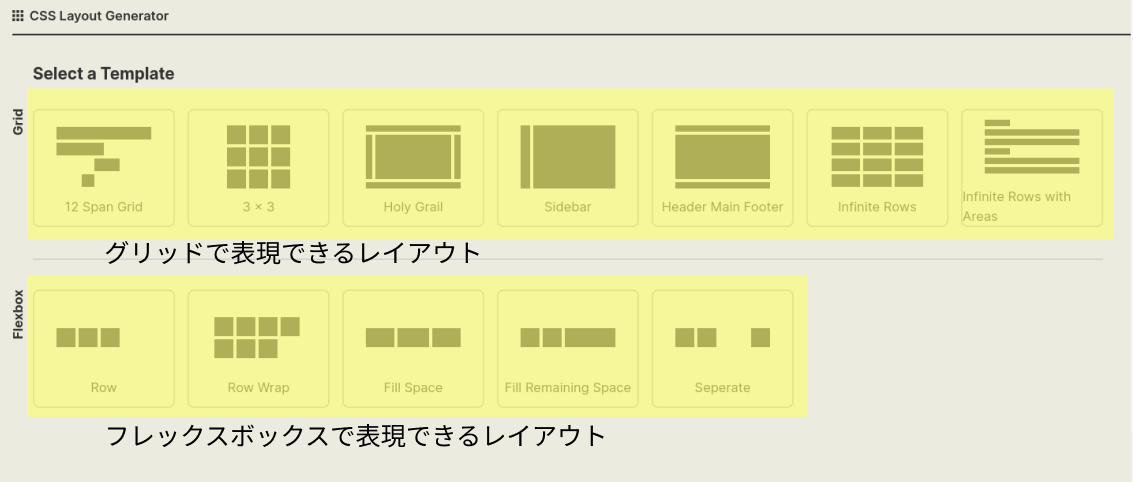 CSS Layout Generator
Select a Template
Grid
12 Span Grid
3 × 3
Holy Grail
Sidebar
Header Main Footer
Infinite Rows
Infinite Rows with
Areas
グリッドで表現できるレイアウト
Flexbox
Row
Row Wrap
Fill Space
Fill Remaining Space
Seperate
フレックスボックスで表現できるレイアウト